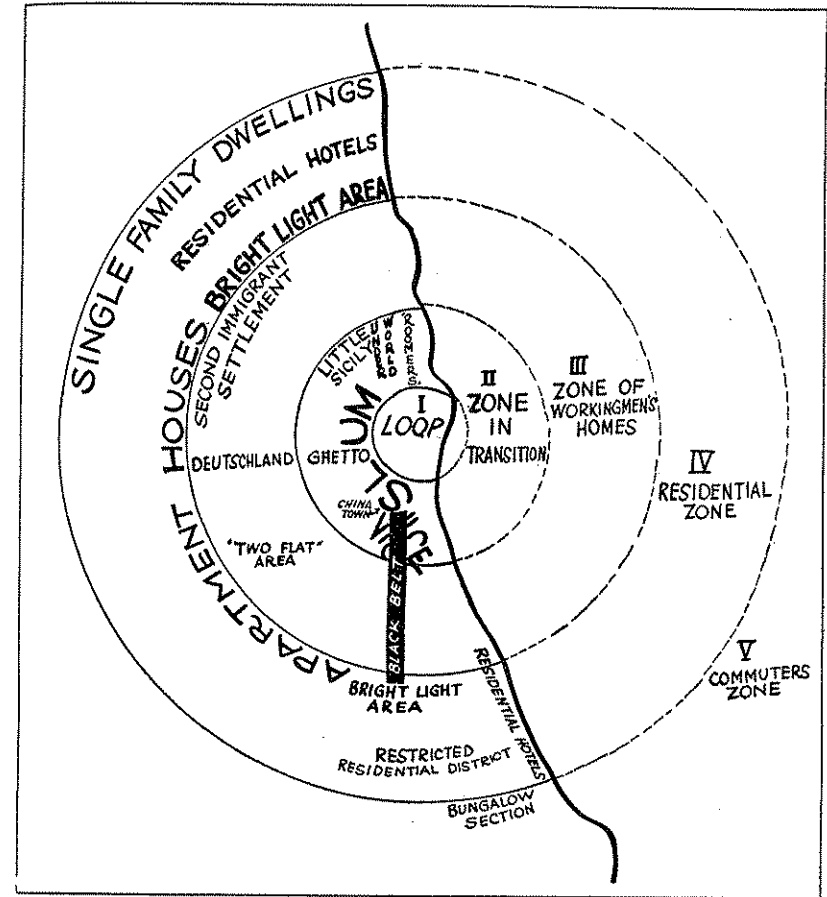 SINGLE FAMILY DWELLINGS
RESIDENTIAL HOTELS
BRIGHT LIGHT AREA
SECOND IMMIGRANT
SETTLEMENT
LITTLE
SICILY
UNDER
WORLD
ROOMERS
I
LOOP
II
ZONE
IN
TRANSITION
III
ZONE OF
WORKINGMEN'S
HOMES
IV
RESIDENTIAL
ZONE
V
COMMUTERS
ZONE
SLUM
DEUTSCHLAND
GHETTO
CHINA
TOWN
VICE
"TWO FLAT"
AREA
BLACK BELT
APARTMENT HOUSES
BRIGHT LIGHT
AREA
RESIDENTIAL HOTELS
RESTRICTED
RESIDENTIAL DISTRICT
BUNGALOW
SECTION